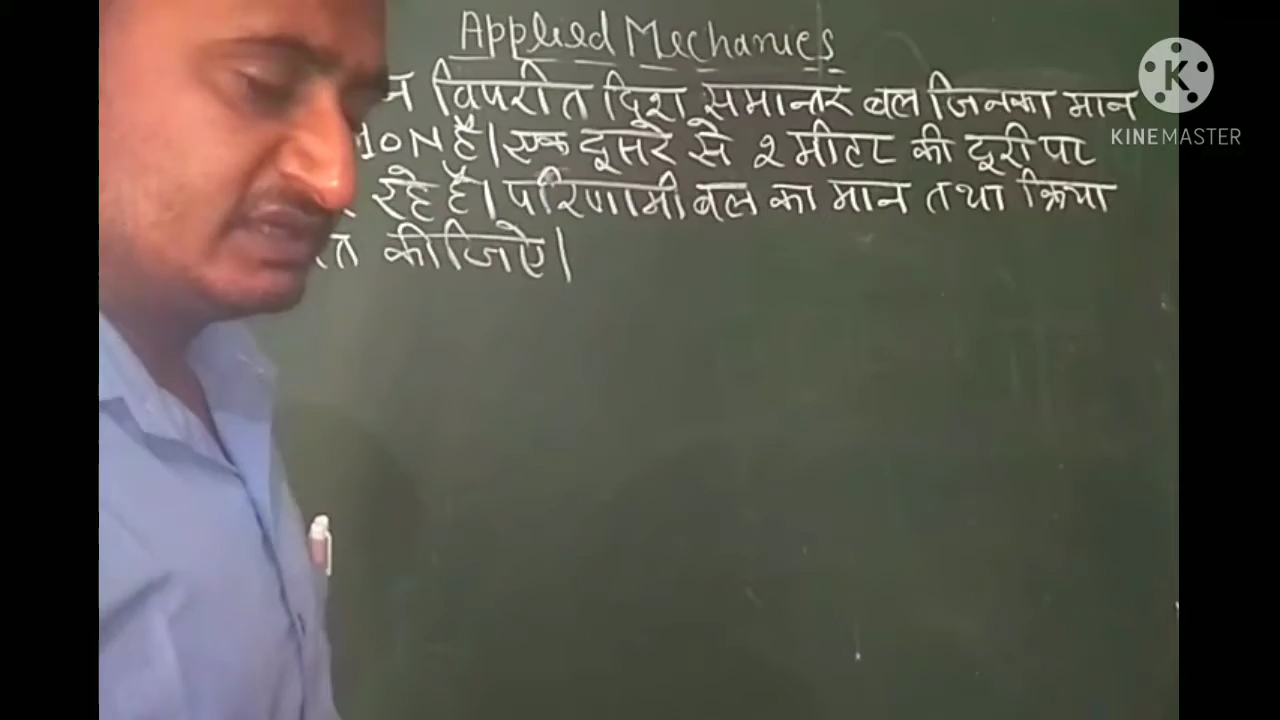 Applied Mechanics
विपरीत दिशा समान्तर बल जिनका मान
10N है। एक दूसरे से 2 मीटर की दूरी पर
रहे है। परिणामी बल का मान तथा क्रिया
कीजिए।
KINEMASTER